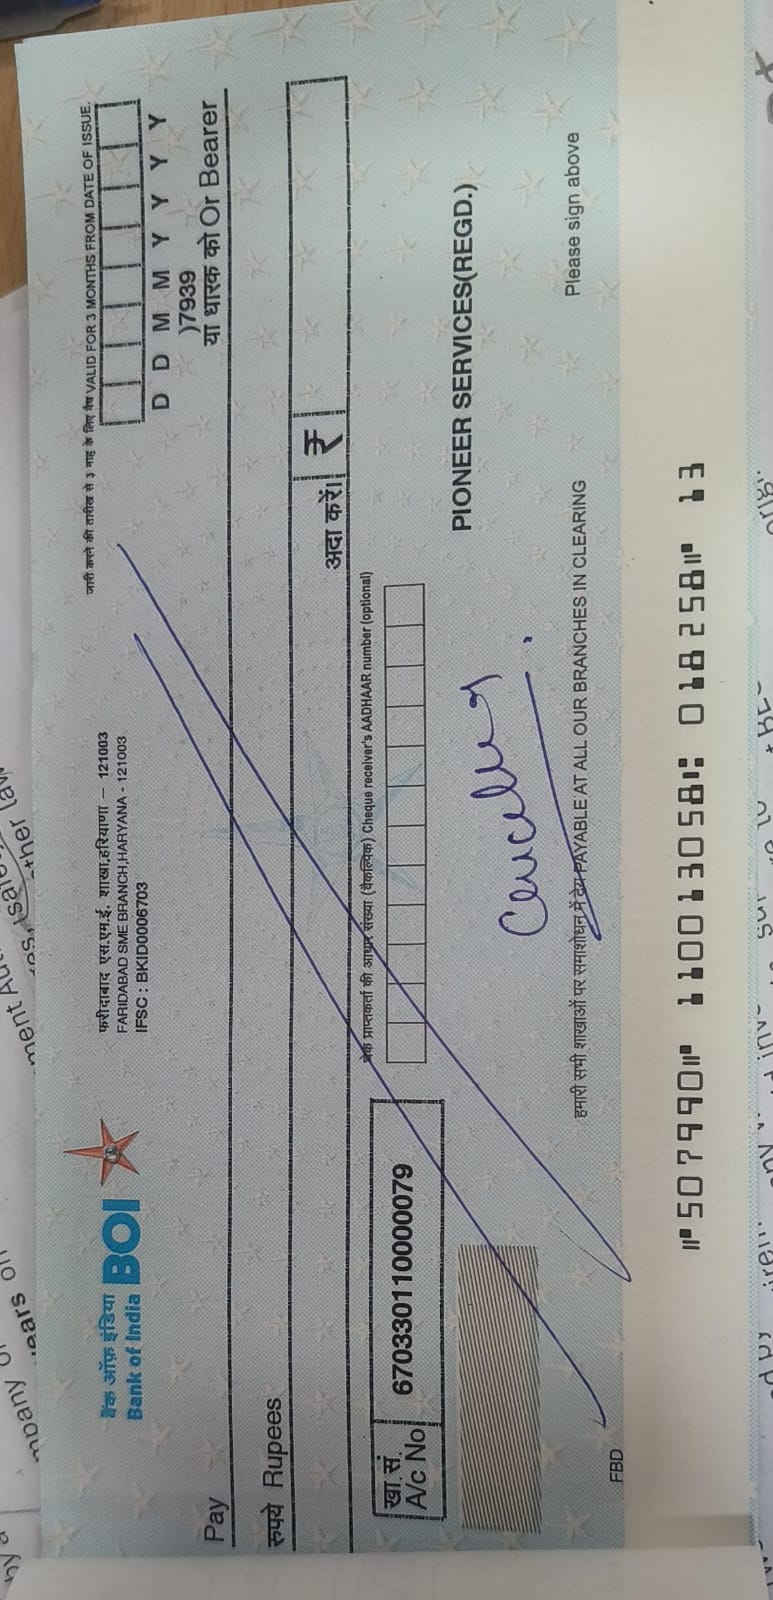 जारी करने की तारीख से ३ माह के लिए वैध VALID FOR 3 MONTHS FROM DATE OF ISSUE.
बैंक ऑफ़ इंडिया
Bank of India
BOI
फरीदाबाद एस.एम.ई. शाखा,हरियाणा – 121003
FARIDABAD SME BRANCH,HARYANA - 121003
IFSC : BKID0006703
D D M M Y Y Y Y
)7939
Pay
या धारक को Or Bearer
रुपये Rupees
अदा करें।
₹
खा.सं.
A/c No
670330110000079
चेक प्राप्तकर्ता की आधार संख्या (वैकल्पिक) Cheque receiver's AADHAAR number (optional)
PIONEER SERVICES(REGD.)
हमारी सभी शाखाओं पर समाशोधन में देय PAYABLE AT ALL OUR BRANCHES IN CLEARING
Please sign above
FBD
⑈507990⑈ 110013058⑆ 018258⑈ 13